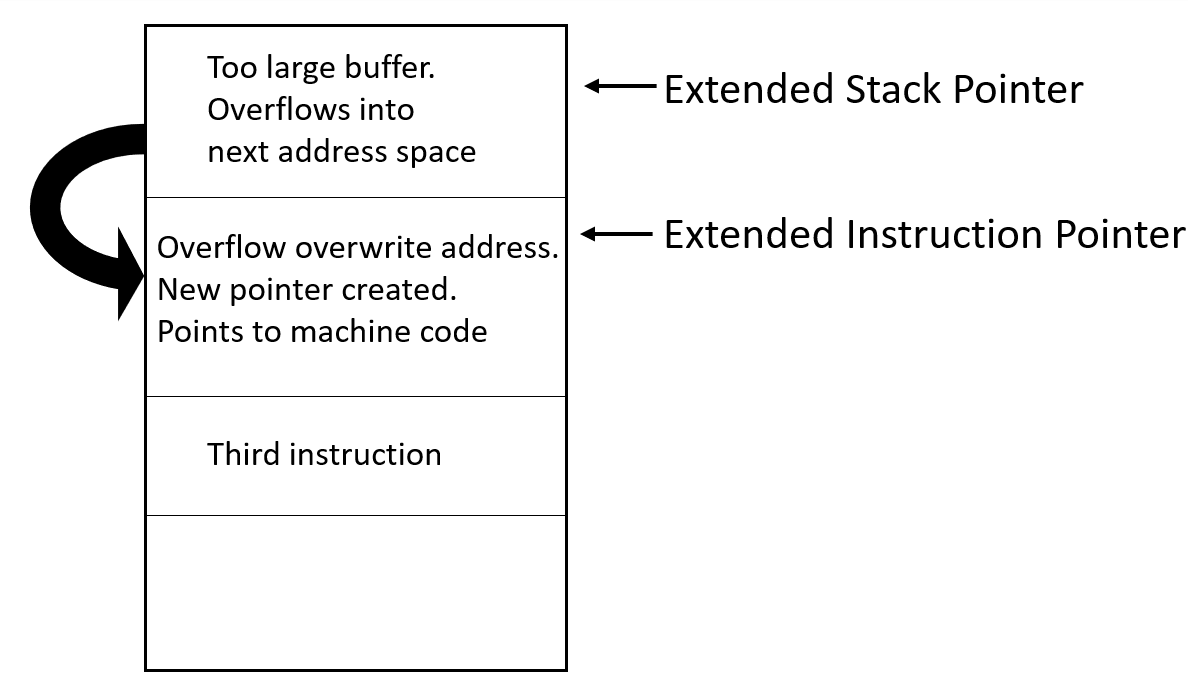 Too large buffer.
Overflows into
next address space
Extended Stack Pointer
Overflow overwrite address.
New pointer created.
Points to machine code
Extended Instruction Pointer
Third instruction